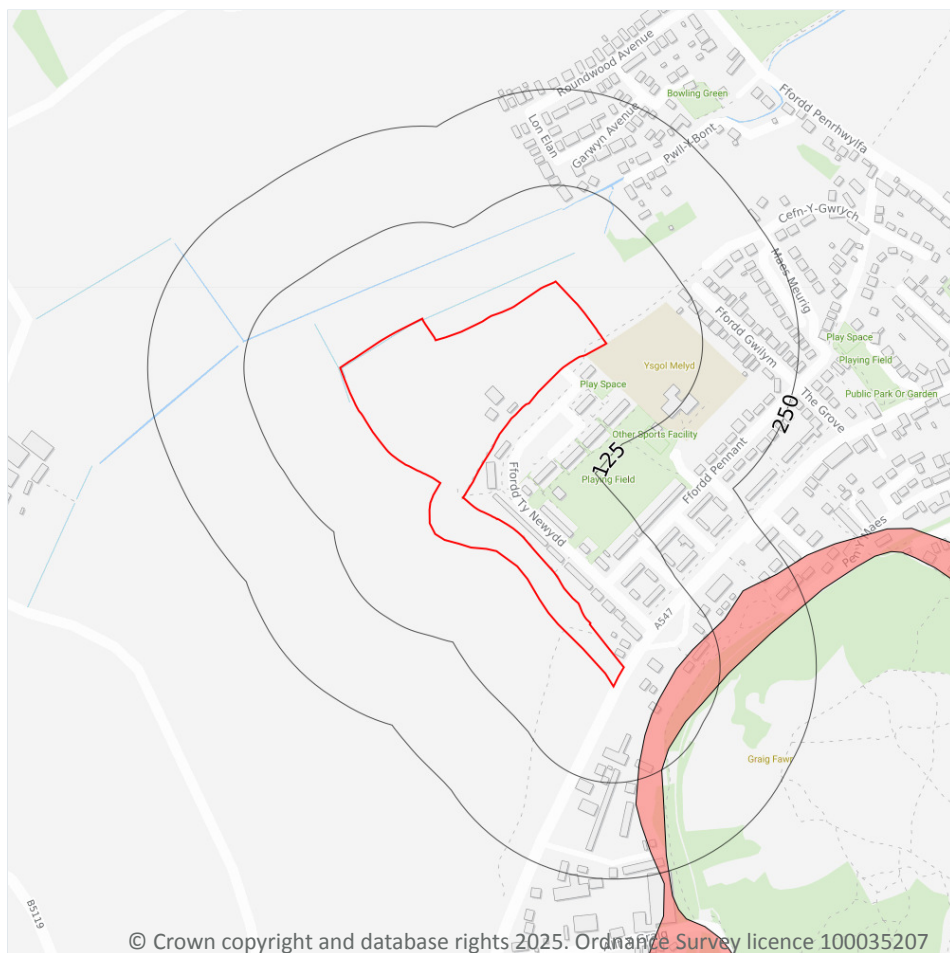 Roundwood Avenue
Bowling Green
Ffordd Penrhwylfa
Lon Elan
Garwyn Avenue
Pwll-Y-Bont
Cefn-Y-Gwrych
Maes Meurig
Ffordd Gwilym
Play Space
Playing Field
Ysgol Melyd
Play Space
The Grove
Public Park Or Garden
250
Other Sports Facility
125
Playing Field
Ffordd Pennant
Ffordd Ty Newydd
A547
Graig Fawr
B5119
© Crown copyright and database rights 2025. Ordnance Survey licence 100035207